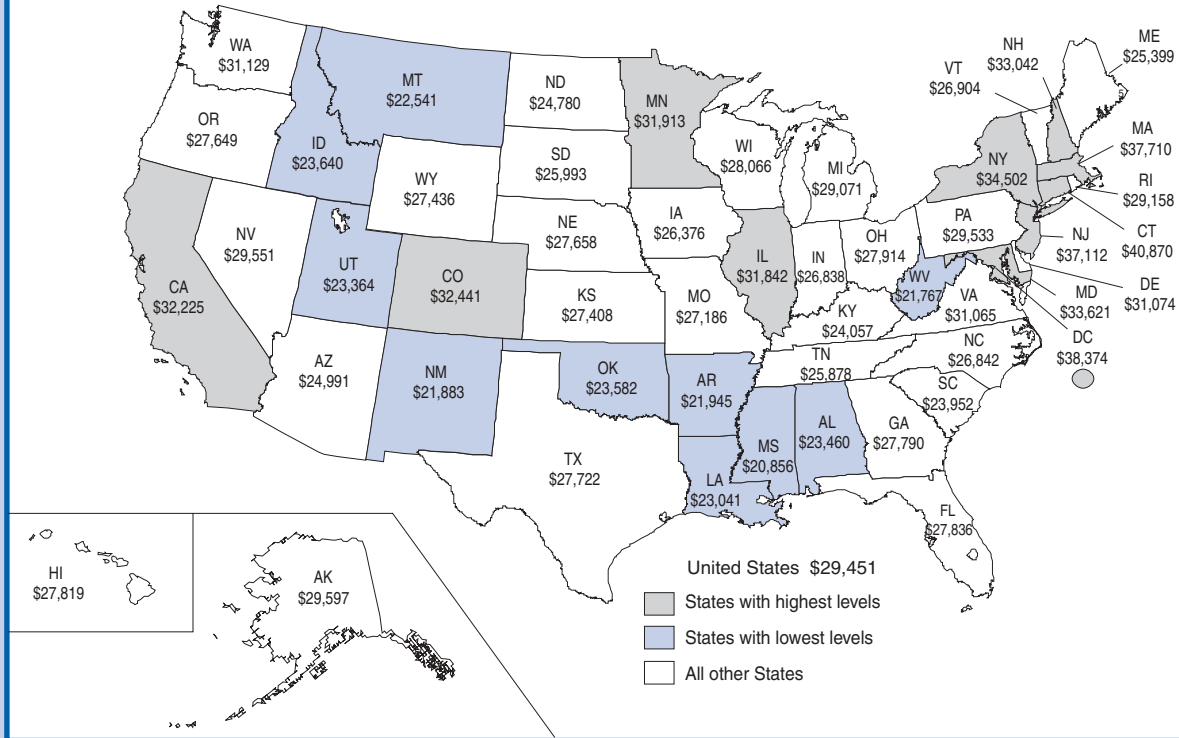 WA
$31,129
OR
$27,649
CA
$32,225
NV
$29,551
ID
$23,640
MT
$22,541
WY
$27,436
UT
$23,364
CO
$32,441
AZ
$24,991
NM
$21,883
ND
$24,780
SD
$25,993
NE
$27,658
KS
$27,408
OK
$23,582
TX
$27,722
MN
$31,913
IA
$26,376
MO
$27,186
AR
$21,945
LA
$23,041
WI
$28,066
IL
$31,842
MI
$29,071
IN
$26,838
OH
$27,914
KY
$24,057
TN
$25,878
MS
$20,856
AL
$23,460
GA
$27,790
FL
$27,836
SC
$23,952
NC
$26,842
VA
$31,065
WV
$21,767
PA
$29,533
NY
$34,502
VT
$26,904
NH
$33,042
ME
$25,399
MA
$37,710
RI
$29,158
CT
$40,870
NJ
$37,112
DE
$31,074
MD
$33,621
DC
$38,374
HI
$27,819
AK
$29,597
United States $29,451
States with highest levels
States with lowest levels
All other States